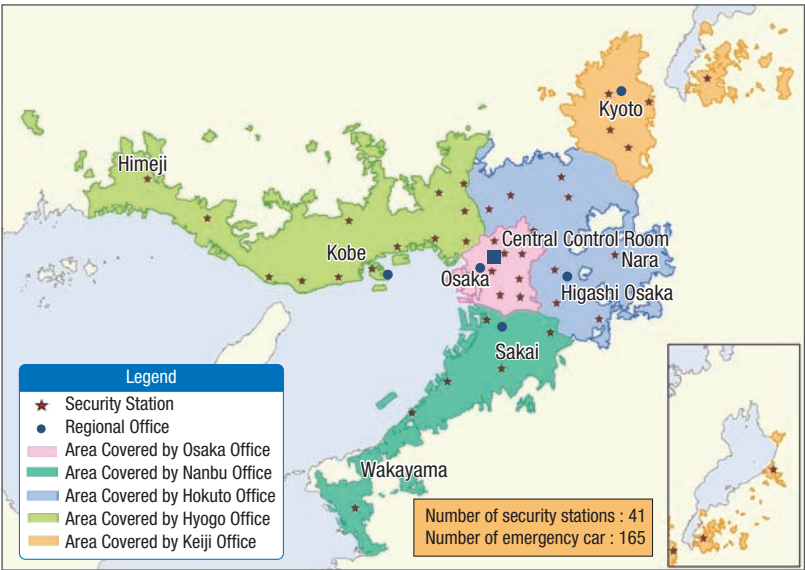 Kyoto
Himeji
Central Control Room
Kobe
Nara
Osaka
Higashi Osaka
Sakai
Legend
Security Station
Regional Office
Area Covered by Osaka Office
Area Covered by Nanbu Office
Area Covered by Hokuto Office
Area Covered by Hyogo Office
Area Covered by Keiji Office
Wakayama
Number of security stations : 41
Number of emergency car : 165